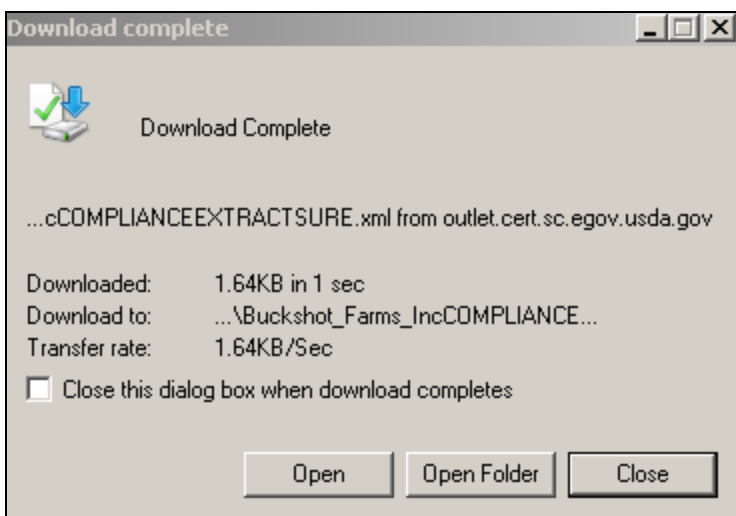 Download complete
Download Complete
...cCOMPLIANCEEXTRACTSURE.xml from outlet.cert.sc.egov.usda.gov
Downloaded: 1.64KB in 1 sec
Download to: ...\Buckshot_Farms_IncCOMPLIANCE...
Transfer rate: 1.64KB/Sec
Close this dialog box when download completes
Open Open Folder Close